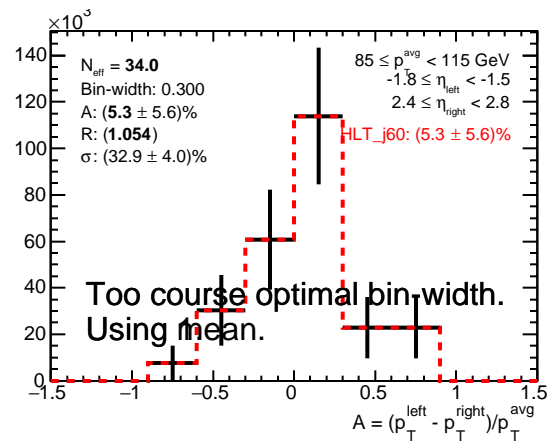 ×10³
140
120
100
80
60
40
20
0
N_eff = 34.0
Bin-width: 0.300
A: (5.3 ± 5.6)%
R: (1.054)
σ: (32.9 ± 4.0)%
85 ≤ p_T^avg < 115 GeV
-1.8 ≤ η_left < -1.5
2.4 ≤ η_right < 2.8
HLT_j60: (5.3 ± 5.6)%
Too course optimal bin-width.
Using mean.
−1.5 −1 −0.5 0 0.5 1 1.5
A = (p_T^left - p_T^right)/p_T^avg